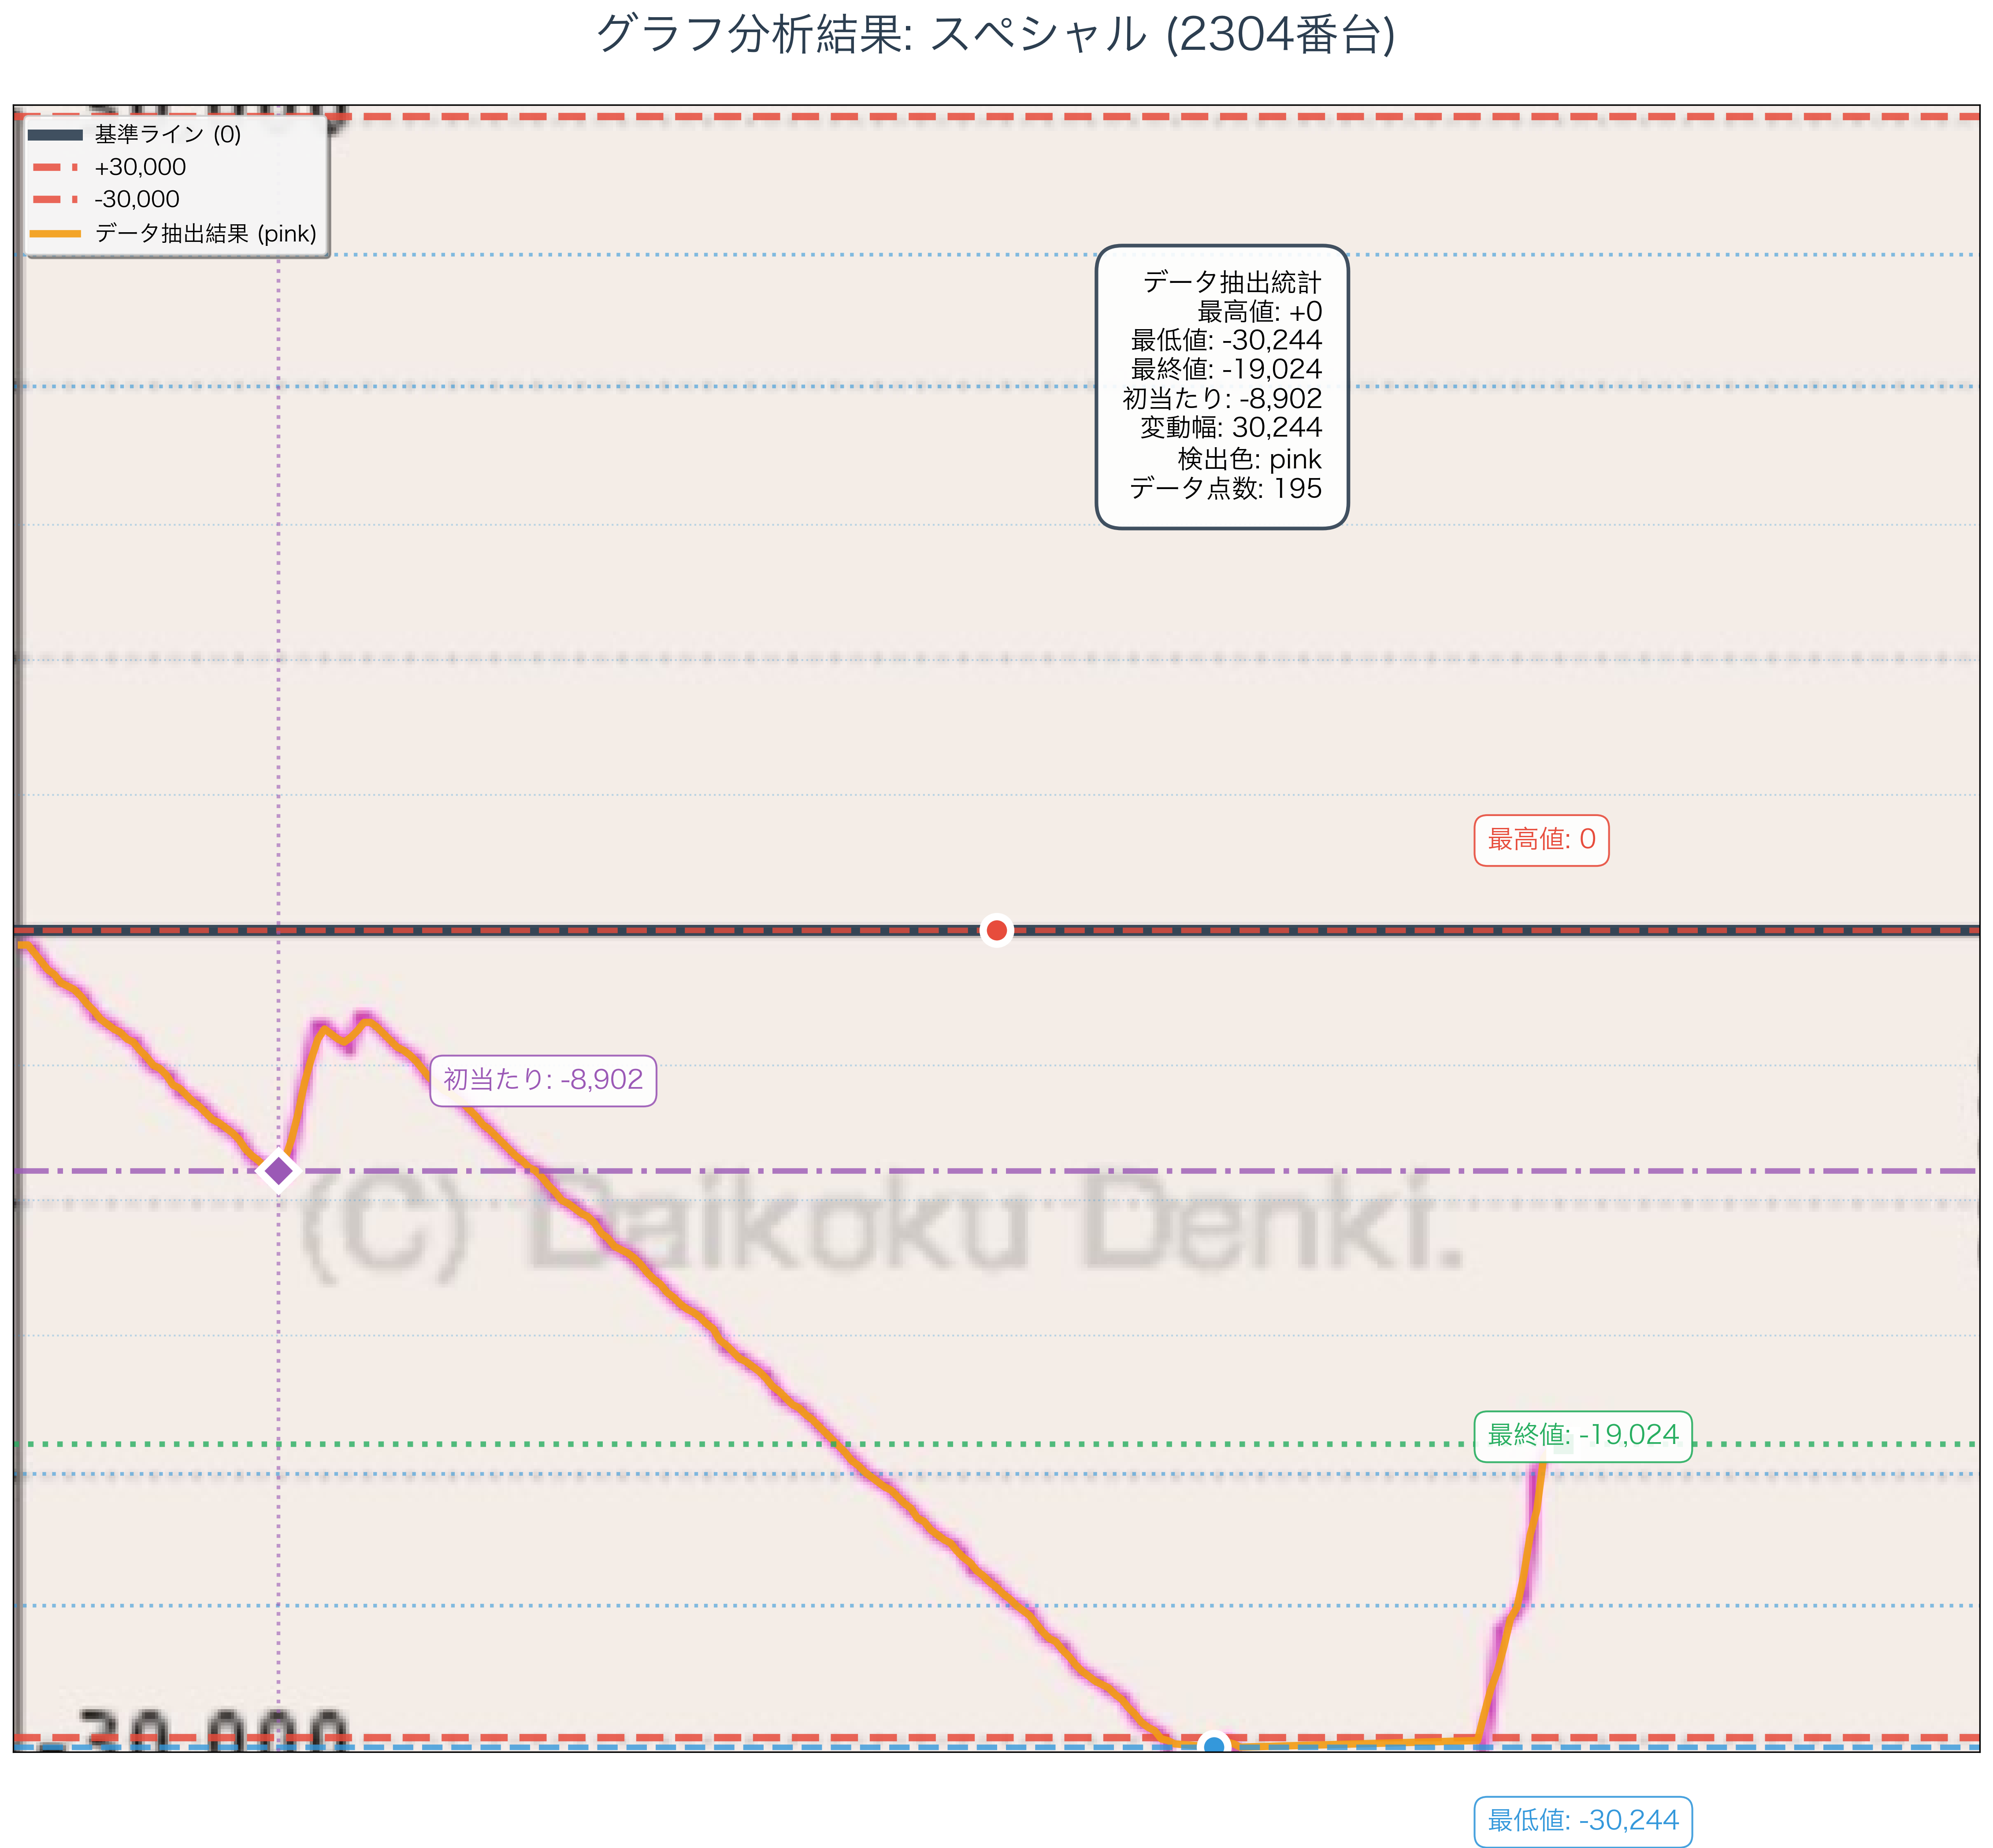 グラフ分析結果: スペシャル (2304番台)
基準ライン (0)
+30,000
-30,000
データ抽出結果 (pink)
データ抽出統計
最高値: +0
最低値: -30,244
最終値: -19,024
初当たり: -8,902
変動幅: 30,244
検出色: pink
データ点数: 195
最高値: 0
初当たり: -8,902
(C) Daikoku Denki.
最終値: -19,024
-30,000
最低値: -30,244